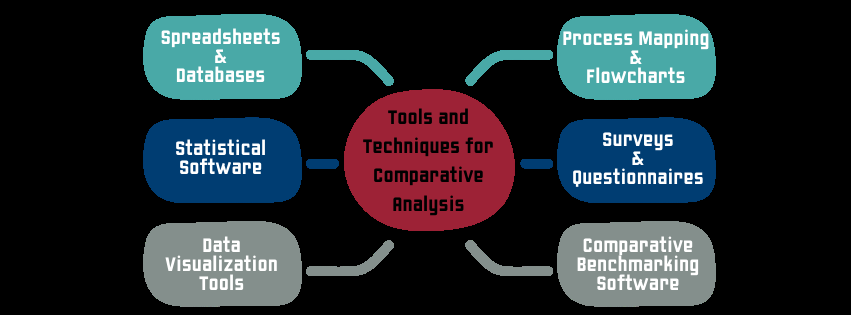 Spreadsheets
&
Databases
Process Mapping
&
Flowcharts
Tools and
Techniques for
Comparative
Analysis
Statistical
Software
Surveys
&
Questionnaires
Data
Visualization
Tools
Comparative
Benchmarking
Software